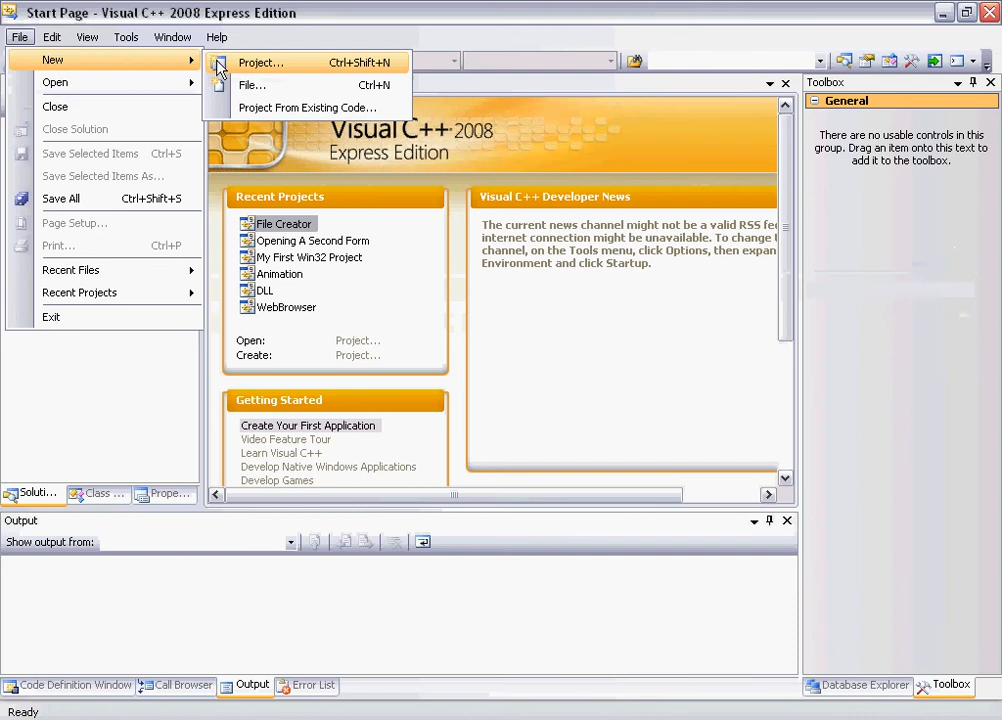 Start Page - Visual C++ 2008 Express Edition
File Edit View Tools Window Help
New
Open
Close
Close Solution
Save Selected Items Ctrl+S
Save Selected Items As...
Save All Ctrl+Shift+S
Page Setup...
Print... Ctrl+P
Recent Files
Recent Projects
Exit
Project... Ctrl+Shift+N
File... Ctrl+N
Project From Existing Code...
Visual C++ 2008
Express Edition
Recent Projects
File Creator
Opening A Second Form
My First Win32 Project
Animation
DLL
WebBrowser
Open: Project...
Create: Project...
Getting Started
Create Your First Application
Video Feature Tour
Learn Visual C++
Develop Native Windows Applications
Develop Games
Visual C++ Developer News
The current news channel might not be a valid RSS fee
internet connection might be unavailable. To change
channel, on the Tools menu, click Options, then expan
Environment and click Startup.
Toolbox
General
There are no usable controls in this
group. Drag an item onto this text to
add it to the toolbox.
Soluti... Class ... Prope...
Output
Show output from:
Code Definition Window Call Browser Output Error List
Database Explorer Toolbox
Ready